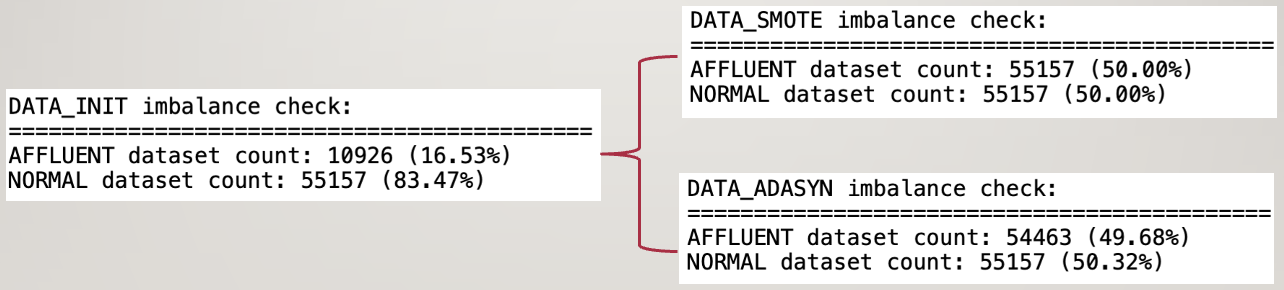 DATA_INIT imbalance check:
============================================
AFFLUENT dataset count: 10926 (16.53%)
NORMAL dataset count: 55157 (83.47%)
DATA_SMOTE imbalance check:
============================================
AFFLUENT dataset count: 55157 (50.00%)
NORMAL dataset count: 55157 (50.00%)
DATA_ADASYN imbalance check:
============================================
AFFLUENT dataset count: 54463 (49.68%)
NORMAL dataset count: 55157 (50.32%)